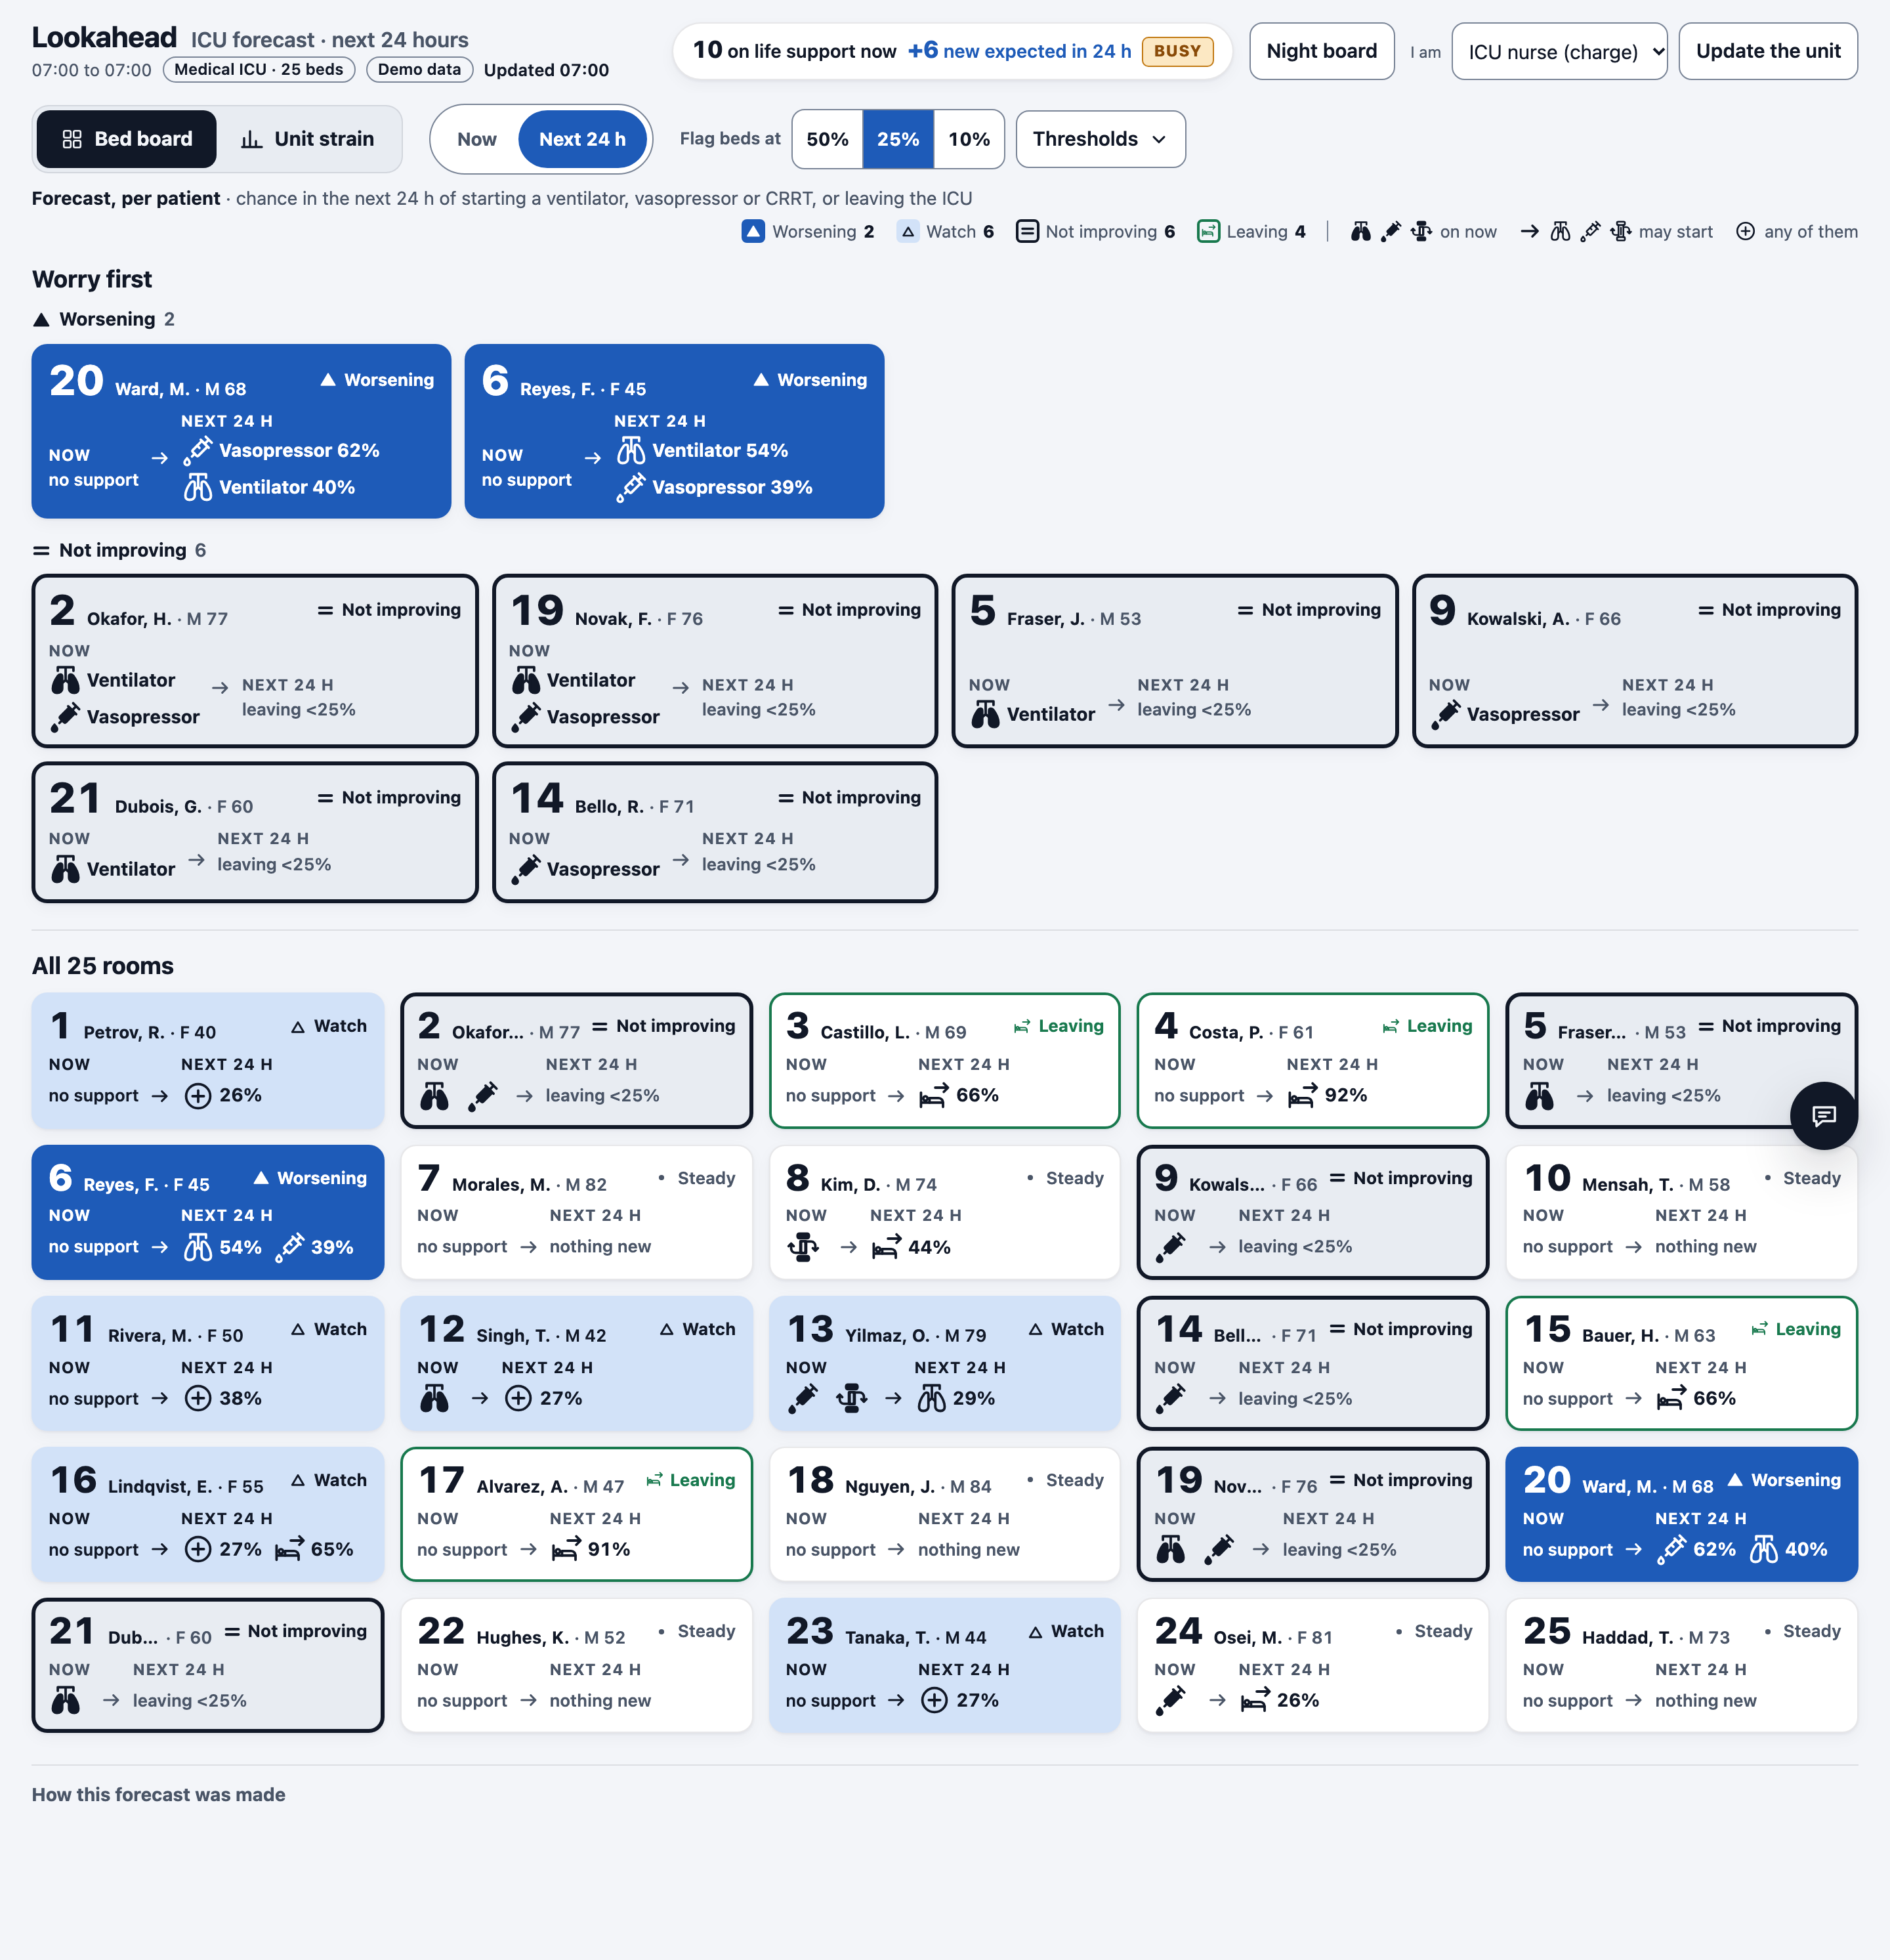 Lookahead ICU forecast · next 24 hours
07:00 to 07:00 Medical ICU · 25 beds Demo data Updated 07:00
10 on life support now +6 new expected in 24 h BUSY
Night board
I am ICU nurse (charge)
Update the unit
Bed board Unit strain
Now Next 24 h
Flag beds at 50% 25% 10% Thresholds
Forecast, per patient · chance in the next 24 h of starting a ventilator, vasopressor or CRRT, or leaving the ICU
Worsening 2 Watch 6 Not improving 6 Leaving 4 on now → may start any of them
Worry first
Worsening 2
20 Ward, M. · M 68 Worsening
NEXT 24 H
NOW → Vasopressor 62%
no support Ventilator 40%
6 Reyes, F. · F 45 Worsening
NEXT 24 H
NOW → Ventilator 54%
no support Vasopressor 39%
= Not improving 6
2 Okafor, H. · M 77 = Not improving
NOW
Ventilator → NEXT 24 H
Vasopressor leaving <25%
19 Novak, F. · F 76 = Not improving
NOW
Ventilator → NEXT 24 H
Vasopressor leaving <25%
5 Fraser, J. · M 53 = Not improving
NOW NEXT 24 H
Ventilator → leaving <25%
9 Kowalski, A. · F 66 = Not improving
NOW NEXT 24 H
Vasopressor → leaving <25%
21 Dubois, G. · F 60 = Not improving
NOW NEXT 24 H
Ventilator → leaving <25%
14 Bello, R. · F 71 = Not improving
NOW NEXT 24 H
Vasopressor → leaving <25%
All 25 rooms
1 Petrov, R. · F 40 Watch
NOW NEXT 24 H
no support → 26%
2 Okafor... · M 77 = Not improving
NOW NEXT 24 H
→ leaving <25%
3 Castillo, L. · M 69 Leaving
NOW NEXT 24 H
no support → 66%
4 Costa, P. · F 61 Leaving
NOW NEXT 24 H
no support → 92%
5 Fraser... · M 53 = Not improving
NOW NEXT 24 H
→ leaving <25%
6 Reyes, F. · F 45 Worsening
NOW NEXT 24 H
no support → 54% 39%
7 Morales, M. · M 82 • Steady
NOW NEXT 24 H
no support → nothing new
8 Kim, D. · M 74 • Steady
NOW NEXT 24 H
→ 44%
9 Kowals... · F 66 = Not improving
NOW NEXT 24 H
→ leaving <25%
10 Mensah, T. · M 58 • Steady
NOW NEXT 24 H
no support → nothing new
11 Rivera, M. · F 50 Watch
NOW NEXT 24 H
no support → 38%
12 Singh, T. · M 42 Watch
NOW NEXT 24 H
→ 27%
13 Yilmaz, O. · M 79 Watch
NOW NEXT 24 H
→ 29%
14 Bell... · F 71 = Not improving
NOW NEXT 24 H
→ leaving <25%
15 Bauer, H. · M 63 Leaving
NOW NEXT 24 H
no support → 66%
16 Lindqvist, E. · F 55 Watch
NOW NEXT 24 H
no support → 27% 65%
17 Alvarez, A. · M 47 Leaving
NOW NEXT 24 H
no support → 91%
18 Nguyen, J. · M 84 • Steady
NOW NEXT 24 H
no support → nothing new
19 Nov... · F 76 = Not improving
NOW NEXT 24 H
→ leaving <25%
20 Ward, M. · M 68 Worsening
NOW NEXT 24 H
no support → 62% 40%
21 Dub... · F 60 = Not improving
NOW NEXT 24 H
→ leaving <25%
22 Hughes, K. · M 52 • Steady
NOW NEXT 24 H
no support → nothing new
23 Tanaka, T. · M 44 Watch
NOW NEXT 24 H
no support → 27%
24 Osei, M. · F 81 • Steady
NOW NEXT 24 H
→ 26%
25 Haddad, T. · M 73 • Steady
NOW NEXT 24 H
no support → nothing new
How this forecast was made